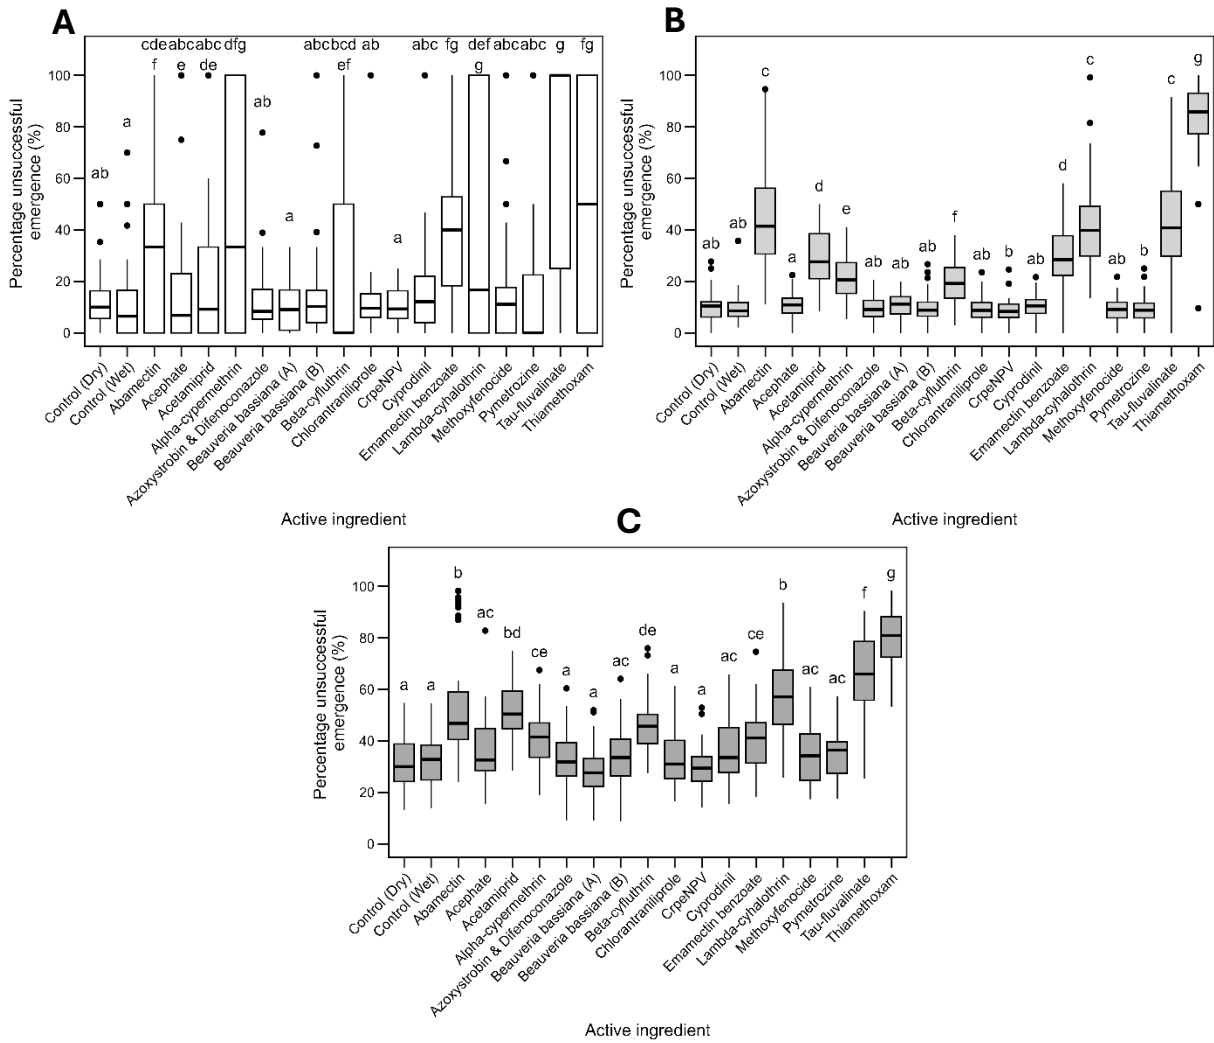 A
cde abc abc dfg abc bcd ab abc fg def abc abc g fg
f e de ef g
ab a ab a a
Percentage unsuccessful
emergence (%)
100
80
60
40
20
0
Control (Dry)
Control (Wet)
Abamectin
Acephate
Acetamiprid
Alpha-cypermethrin
Azoxystrobin & Difenoconazole
Beauveria bassiana (A)
Beauveria bassiana (B)
Beta-cyfluthrin
Chlorantraniliprole
CrpeNPV
Cyprodinil
Emamectin benzoate
Lambda-cyhalothrin
Methoxyfenocide
Pymetrozine
Tau-fluvalinate
Thiamethoxam
Active ingredient
B
ab ab c a d e ab ab ab f ab b ab d c ab b c g
Percentage unsuccessful
emergence (%)
100
80
60
40
20
0
Control (Dry)
Control (Wet)
Abamectin
Acephate
Acetamiprid
Alpha-cypermethrin
Azoxystrobin & Difenoconazole
Beauveria bassiana (A)
Beauveria bassiana (B)
Beta-cyfluthrin
Chlorantraniliprole
CrpeNPV
Cyprodinil
Emamectin benzoate
Lambda-cyhalothrin
Methoxyfenocide
Pymetrozine
Tau-fluvalinate
Thiamethoxam
Active ingredient
C
a a b ac bd ce a a ac de a a ac ce b ac ac f g
Percentage unsuccessful
emergence (%)
100
80
60
40
20
0
Control (Dry)
Control (Wet)
Abamectin
Acephate
Acetamiprid
Alpha-cypermethrin
Azoxystrobin & Difenoconazole
Beauveria bassiana (A)
Beauveria bassiana (B)
Beta-cyfluthrin
Chlorantraniliprole
CrpeNPV
Cyprodinil
Emamectin benzoate
Lambda-cyhalothrin
Methoxyfenocide
Pymetrozine
Tau-fluvalinate
Thiamethoxam
Active ingredient